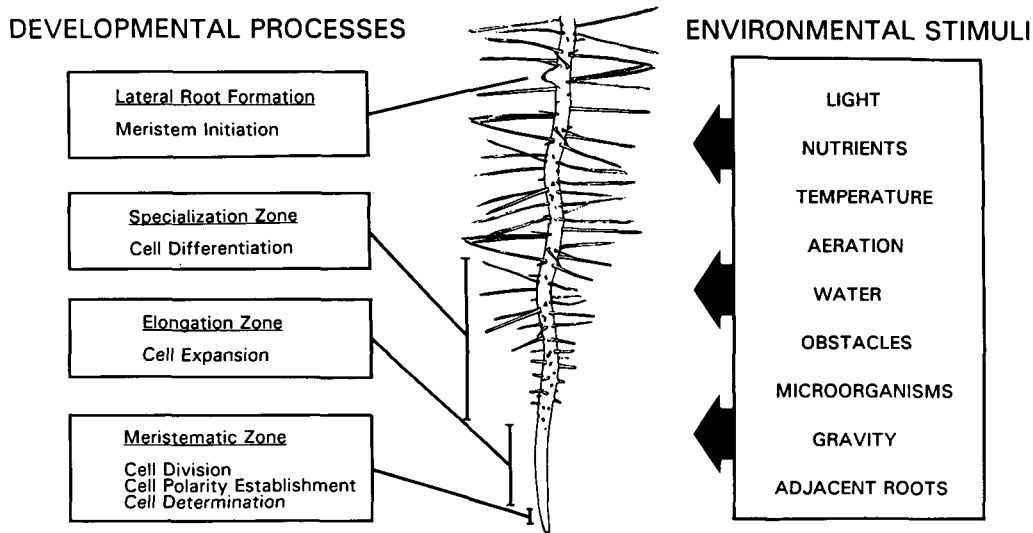 DEVELOPMENTAL PROCESSES
Lateral Root Formation
Meristem Initiation
Specialization Zone
Cell Differentiation
Elongation Zone
Cell Expansion
Meristematic Zone
Cell Division
Cell Polarity Establishment
Cell Determination
ENVIRONMENTAL STIMULI
LIGHT
NUTRIENTS
TEMPERATURE
AERATION
WATER
OBSTACLES
MICROORGANISMS
GRAVITY
ADJACENT ROOTS